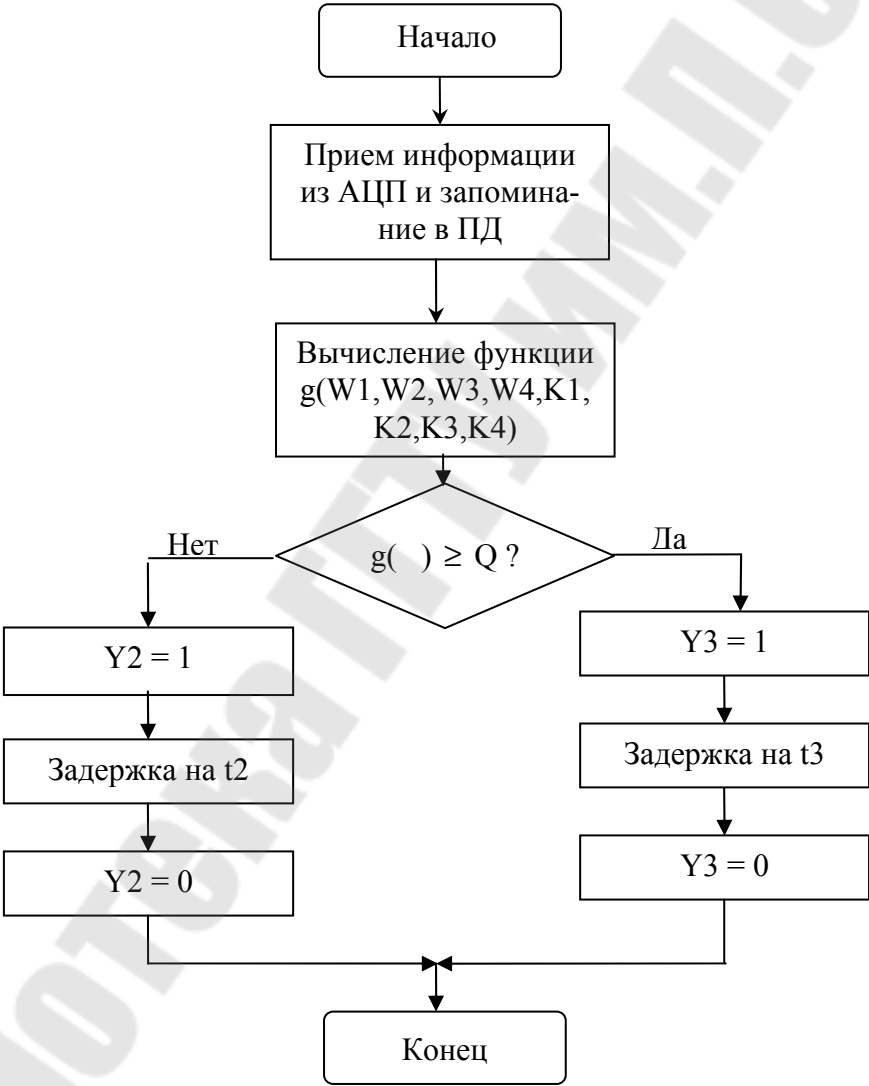 Начало
Прием информации
из АЦП и запомина-
ние в ПД
Вычисление функции
g(W1,W2,W3,W4,K1,
K2,K3,K4)
g( ) ≥ Q ?
Нет
Да
Y2 = 1
Y3 = 1
Задержка на t2
Задержка на t3
Y2 = 0
Y3 = 0
Конец